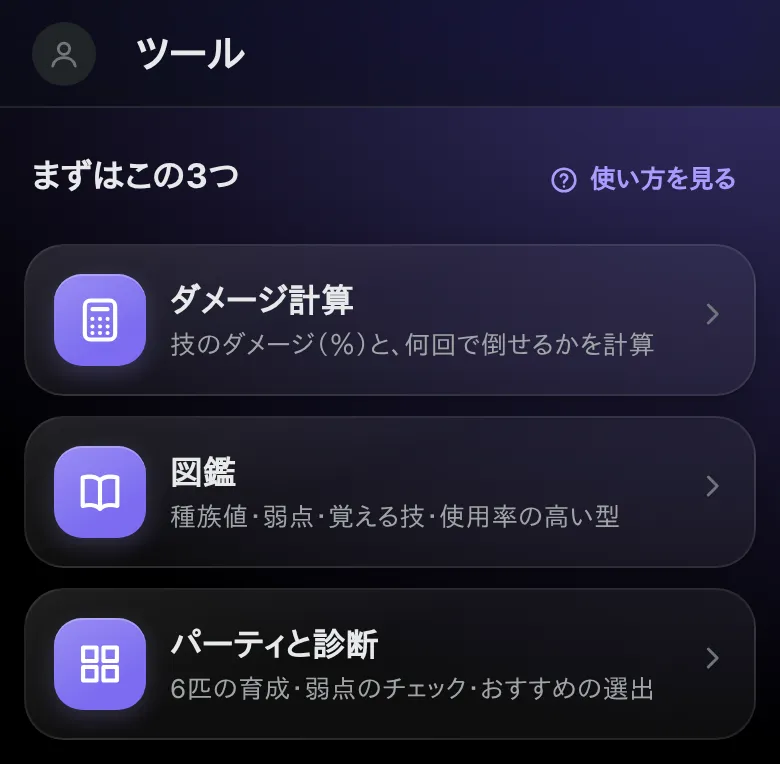 ツール
まずはこの3つ
使い方を見る
ダメージ計算
技のダメージ(%)と、何回で倒せるかを計算
図鑑
種族値・弱点・覚える技・使用率の高い型
パーティと診断
6匹の育成・弱点のチェック・おすすめの選出